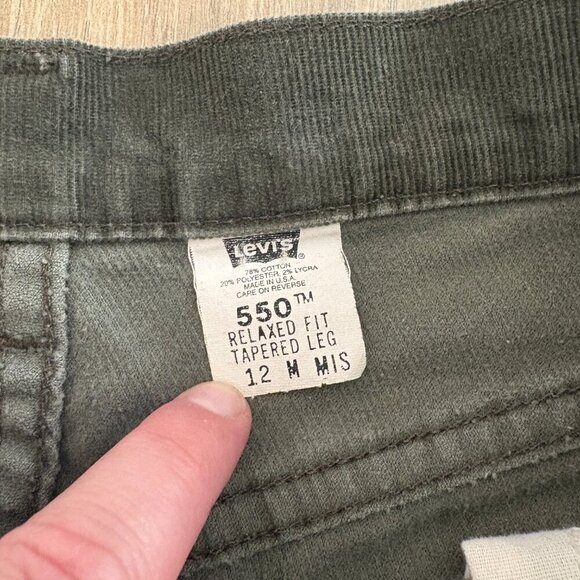 Levi's®
78% COTTON
20% POLYESTER, 2% LYCRA
MADE IN U.S.A.
CARE ON REVERSE
550™
RELAXED FIT
TAPERED LEG
12 M MIS